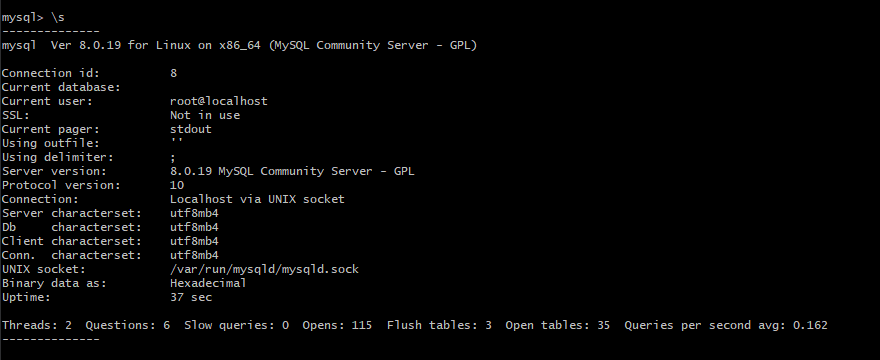 mysql> \s
--------------
mysql  Ver 8.0.19 for Linux on x86_64 (MySQL Community Server - GPL)
Connection id:          8
Current database:
Current user:           root@localhost
SSL:                    Not in use
Current pager:          stdout
Using outfile:          ''
Using delimiter:        ;
Server version:         8.0.19 MySQL Community Server - GPL
Protocol version:       10
Connection:             Localhost via UNIX socket
Server characterset:    utf8mb4
Db     characterset:    utf8mb4
Client characterset:    utf8mb4
Conn.  characterset:    utf8mb4
UNIX socket:            /var/run/mysqld/mysqld.sock
Binary data as:         Hexadecimal
Uptime:                 37 sec
Threads: 2  Questions: 6  Slow queries: 0  Opens: 115  Flush tables: 3  Open tables: 35  Queries per second avg: 0.162
--------------